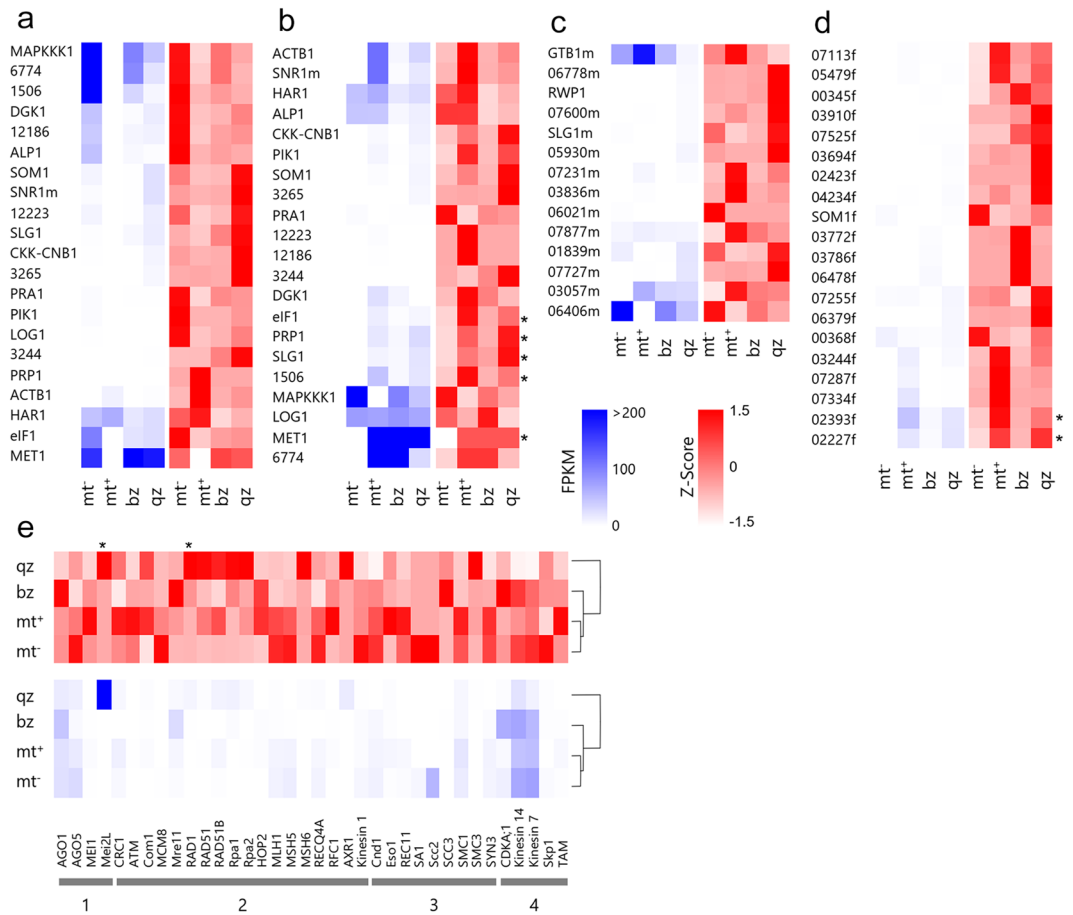 a
MAPKKK1
6774
1506
DGK1
12186
ALP1
SOM1
SNR1m
12223
SLG1
CKK-CNB1
3265
PRA1
PIK1
LOG1
3244
PRP1
ACTB1
HAR1
eIF1
MET1
mt- mt+ bz qz mt- mt+ bz qz
b
ACTB1
SNR1m
HAR1
ALP1
CKK-CNB1
PIK1
SOM1
3265
PRA1
12223
12186
3244
DGK1
eIF1 *
PRP1 *
SLG1 *
1506 *
MAPKKK1
LOG1
MET1 *
6774
mt- mt+ bz qz mt- mt+ bz qz
c
GTB1m
06778m
RWP1
07600m
SLG1m
05930m
07231m
03836m
06021m
07877m
01839m
07727m
03057m
06406m
mt- mt+ bz qz mt- mt+ bz qz
FPKM
>200
100
0
Z-Score
1.5
0
-1.5
d
07113f
05479f
00345f
03910f
07525f
03694f
02423f
04234f
SOM1f
03772f
03786f
06478f
07255f
06379f
00368f
03244f
07287f
07334f
02393f *
02227f *
mt- mt+ bz qz mt- mt+ bz qz
e
* *
qz
bz
mt+
mt-
qz
bz
mt+
mt-
AGO1 AGO5 MEI1 Mei2L CRC1 ATM Com1 MCM8 Mre11 RAD1 RAD51 RAD51B Rpa1 Rpa2 HOP2 MLH1 MSH5 MSH6 RECQ4A RFC1 AXR1 Kinesin 1 Cnd1 Eso1 REC11 SA1 Scc2 SCC3 SMC1 SMC3 SYN3 CDKA;1 Kinesin 14 Kinesin 7 Skp1 TAM
1 2 3 4